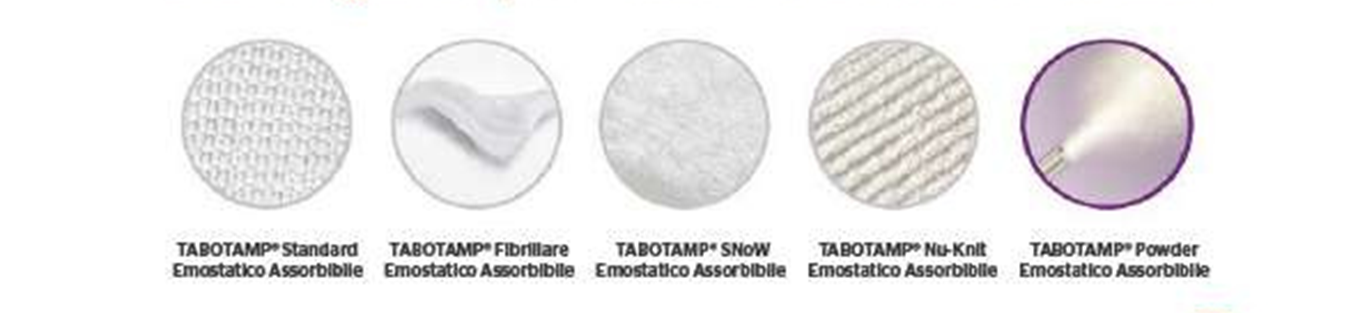 TABOTAMP® Standard
Emostatico Assorbibile
TABOTAMP® Fibrillare
Emostatico Assorbibile
TABOTAMP® SNoW
Emostatico Assorbibile
TABOTAMP® Nu-Knit
Emostatico Assorbibile
TABOTAMP® Powder
Emostatico Assorbibile